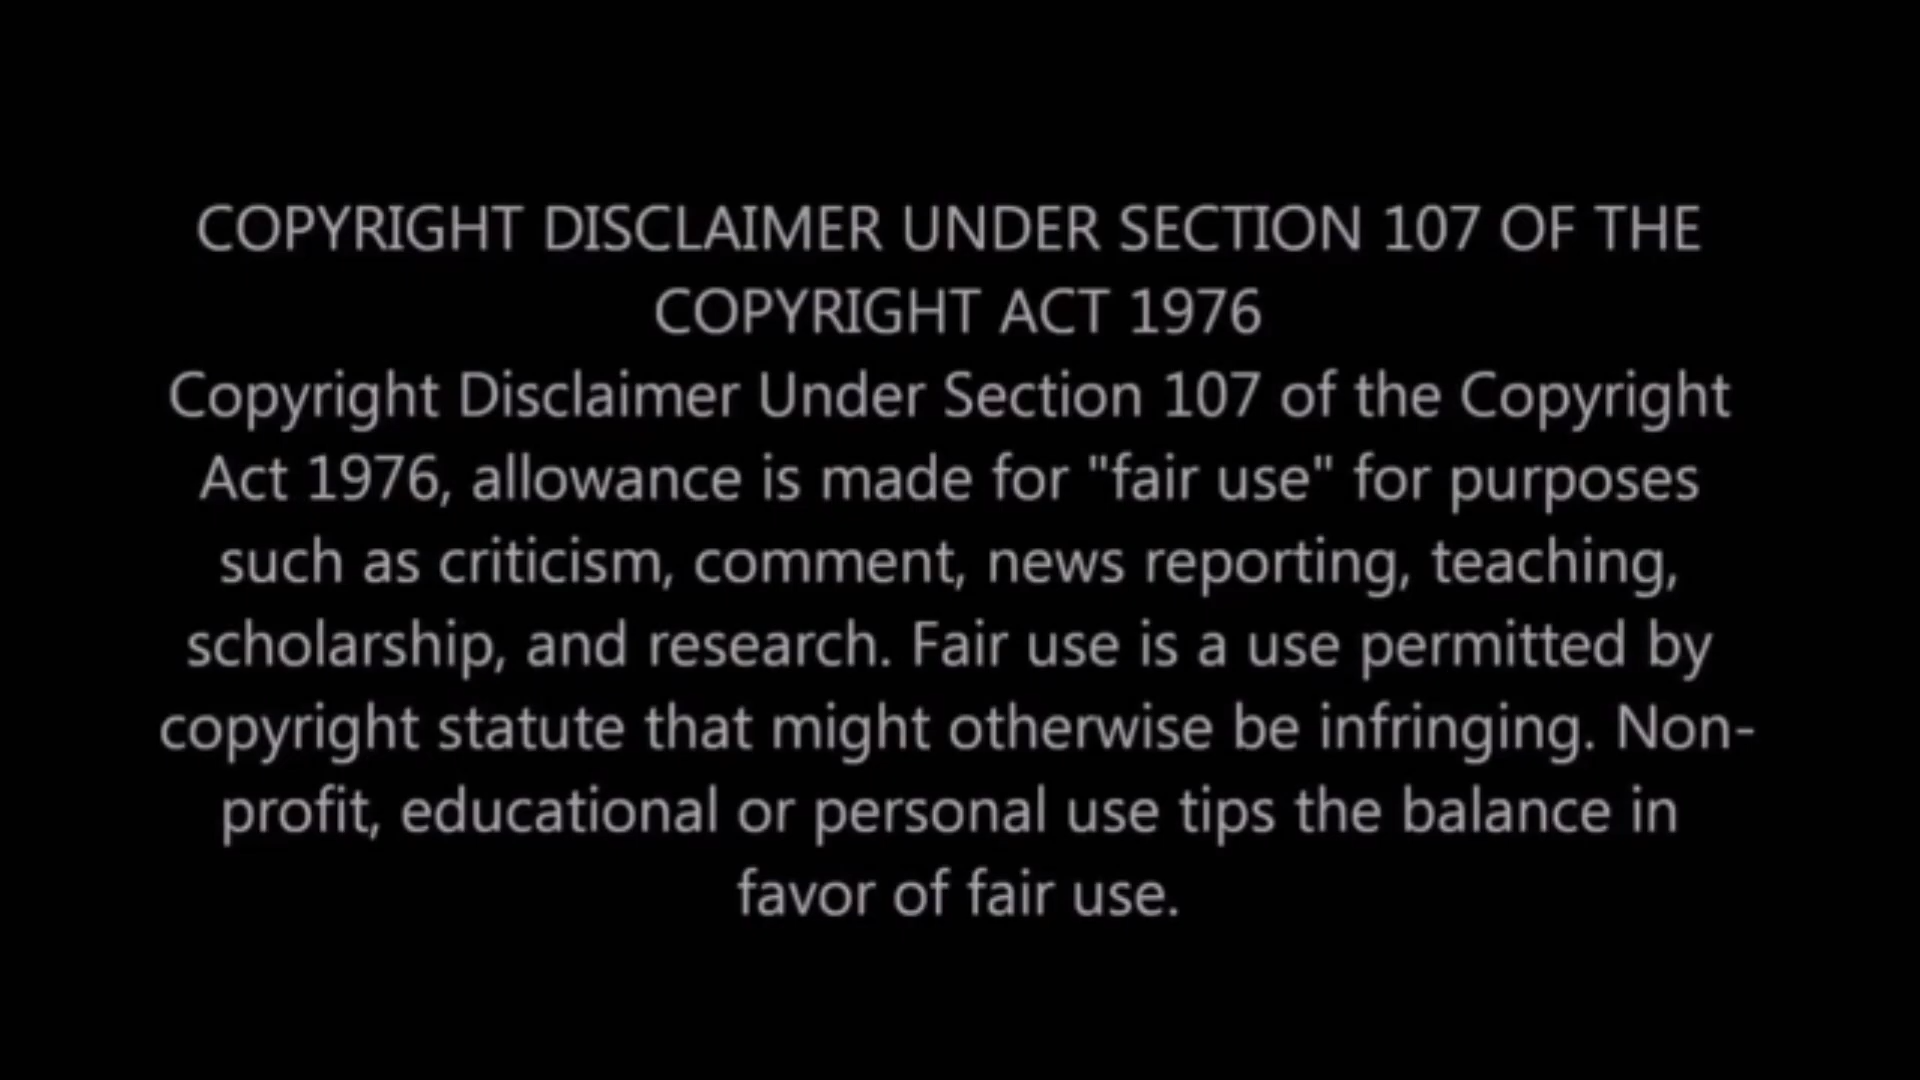 COPYRIGHT DISCLAIMER UNDER SECTION 107 OF THE
COPYRIGHT ACT 1976
Copyright Disclaimer Under Section 107 of the Copyright
Act 1976, allowance is made for "fair use" for purposes
such as criticism, comment, news reporting, teaching,
scholarship, and research. Fair use is a use permitted by
copyright statute that might otherwise be infringing. Non-
profit, educational or personal use tips the balance in
favor of fair use.